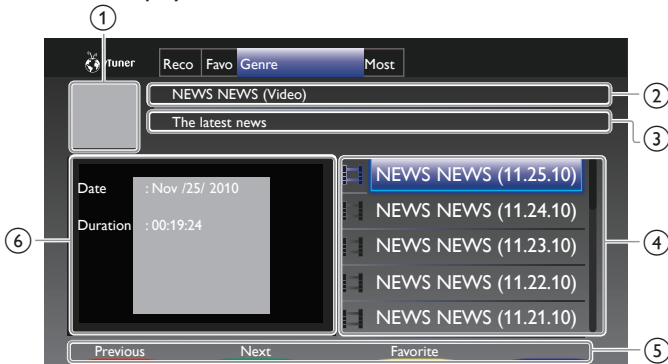 1
vTuner Reco Favo Genre Most
NEWS NEWS (Video)
2
The latest news
3
Date : Nov /25/ 2010
Duration : 00:19:24
6
NEWS NEWS (11.25.10)
NEWS NEWS (11.24.10)
NEWS NEWS (11.23.10)
NEWS NEWS (11.22.10)
NEWS NEWS (11.21.10)
4
Previous Next Favorite
5